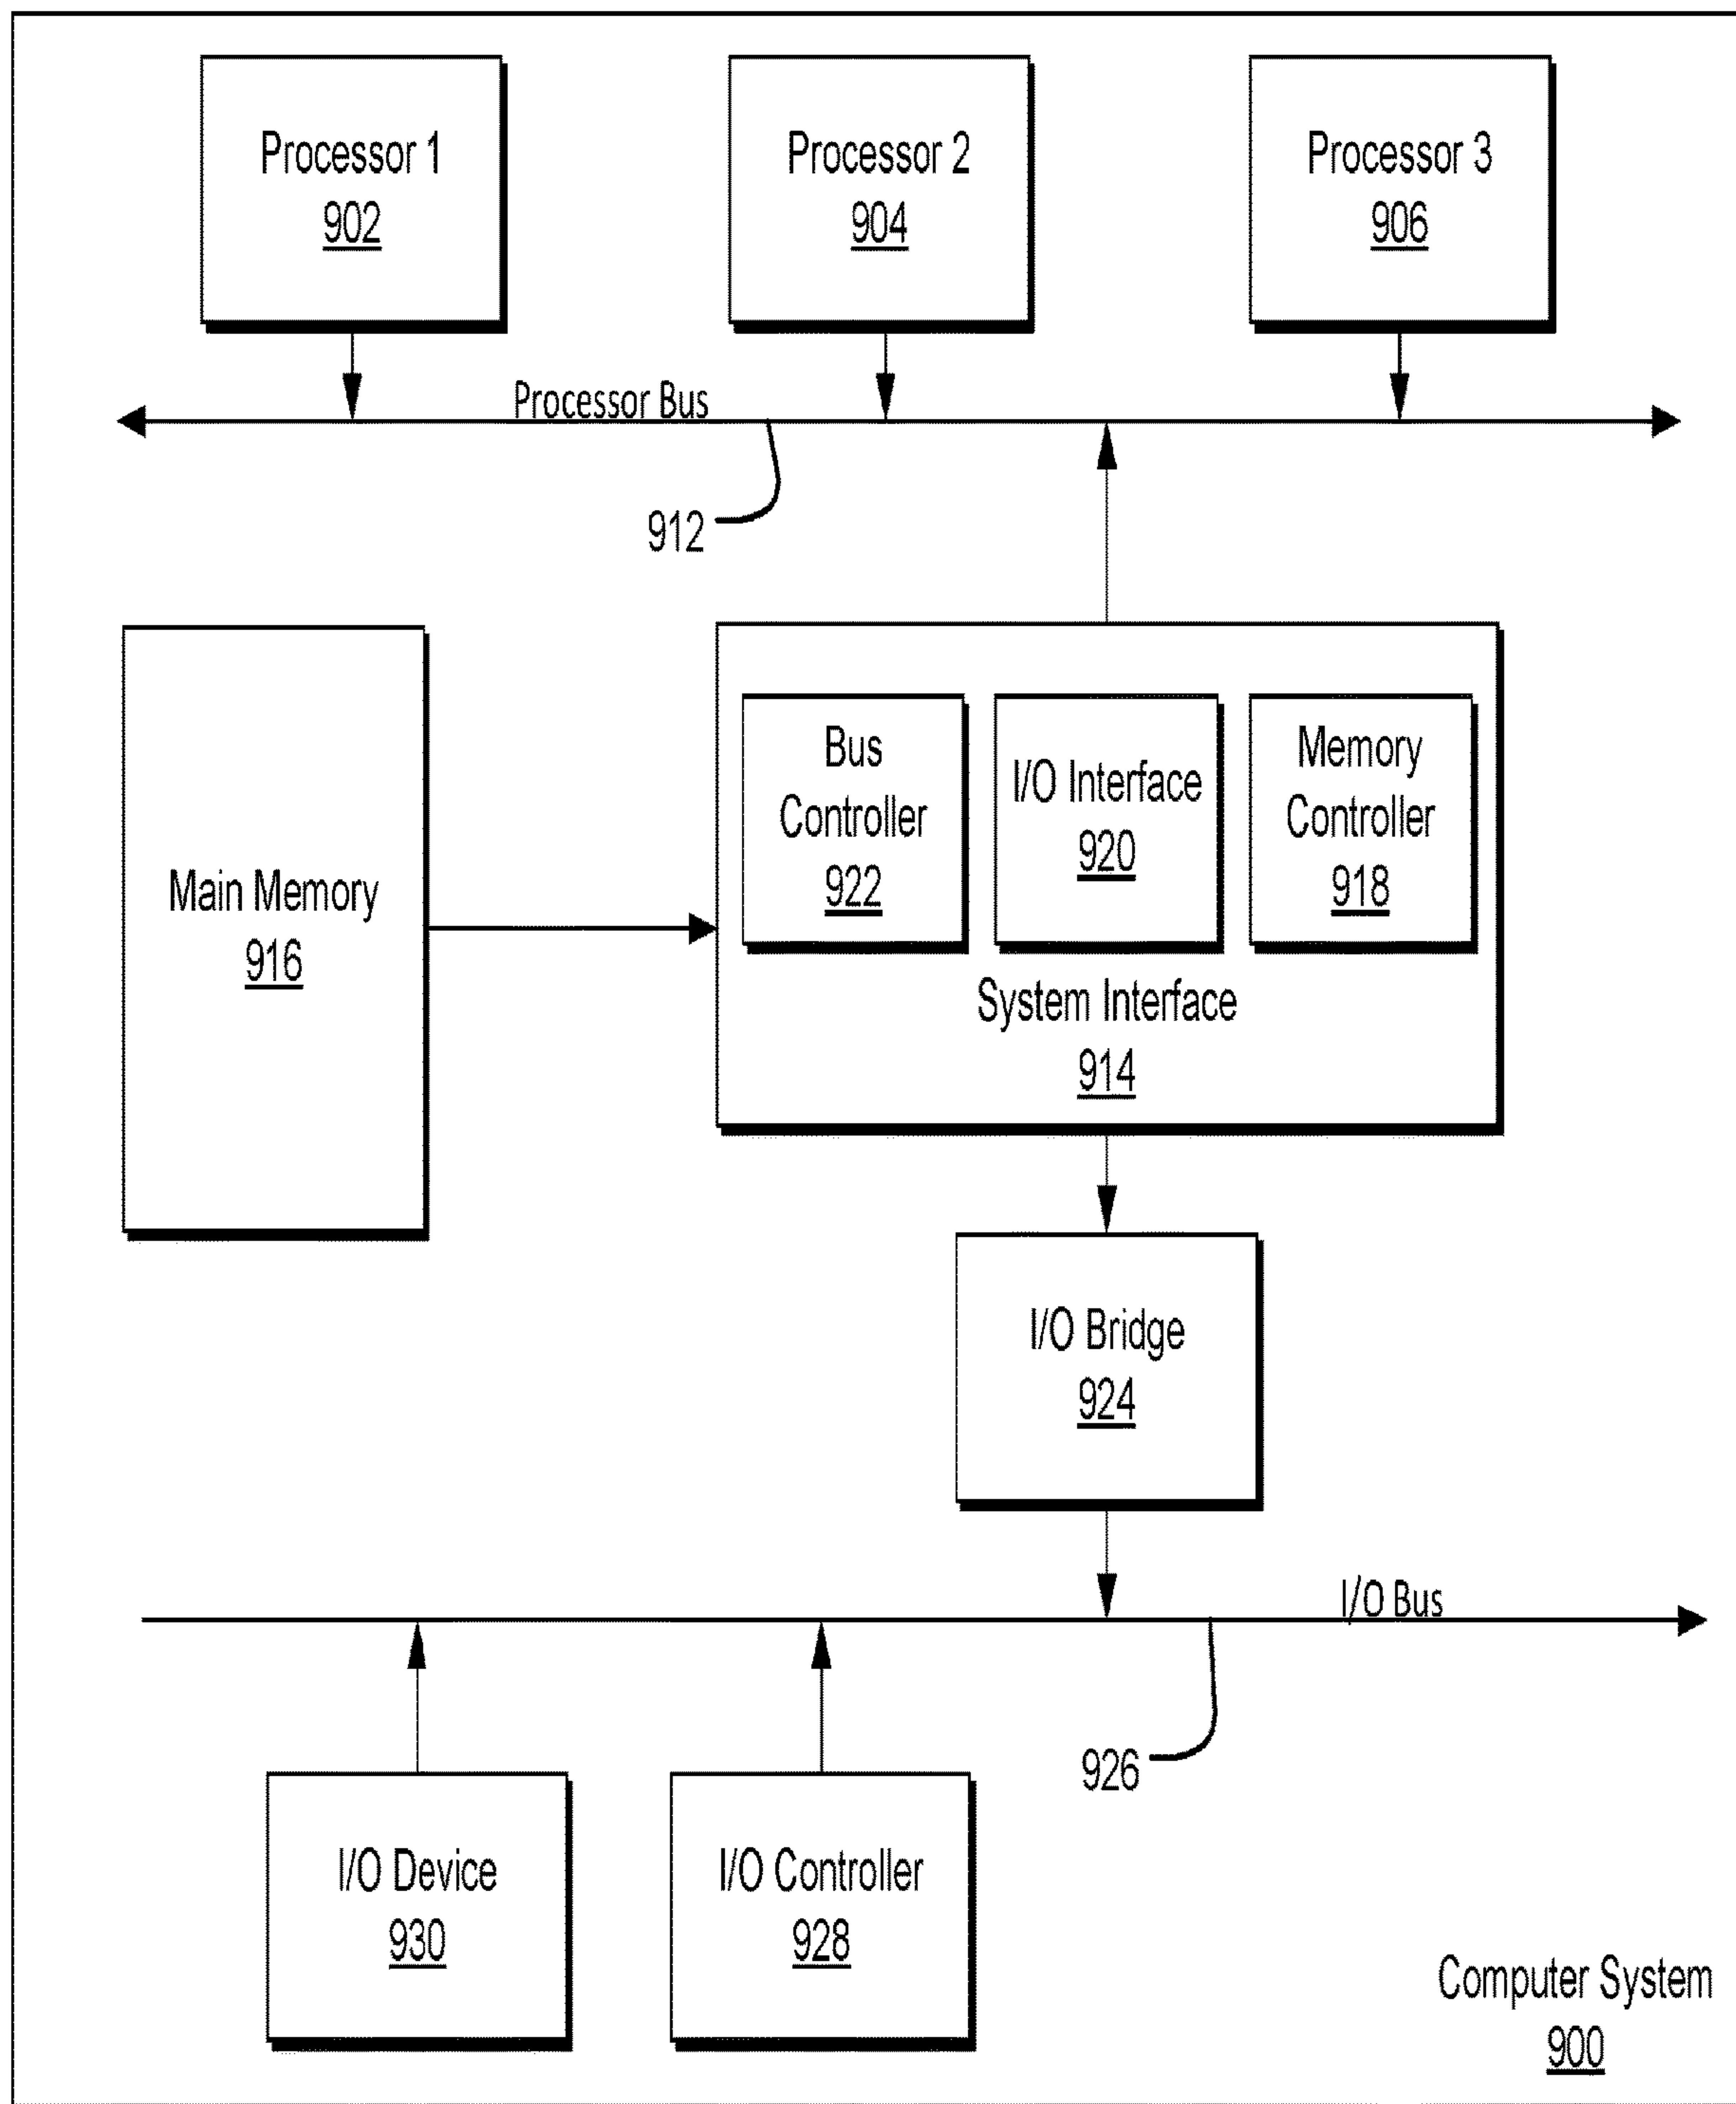 Processor 1
902
Processor 2
904
Processor 3
906
Processor Bus
912
Main Memory
916
Bus
Controller
922
I/O Interface
920
Memory
Controller
918
System Interface
914
I/O Bridge
924
I/O Bus
926
I/O Device
930
I/O Controller
928
Computer System
900